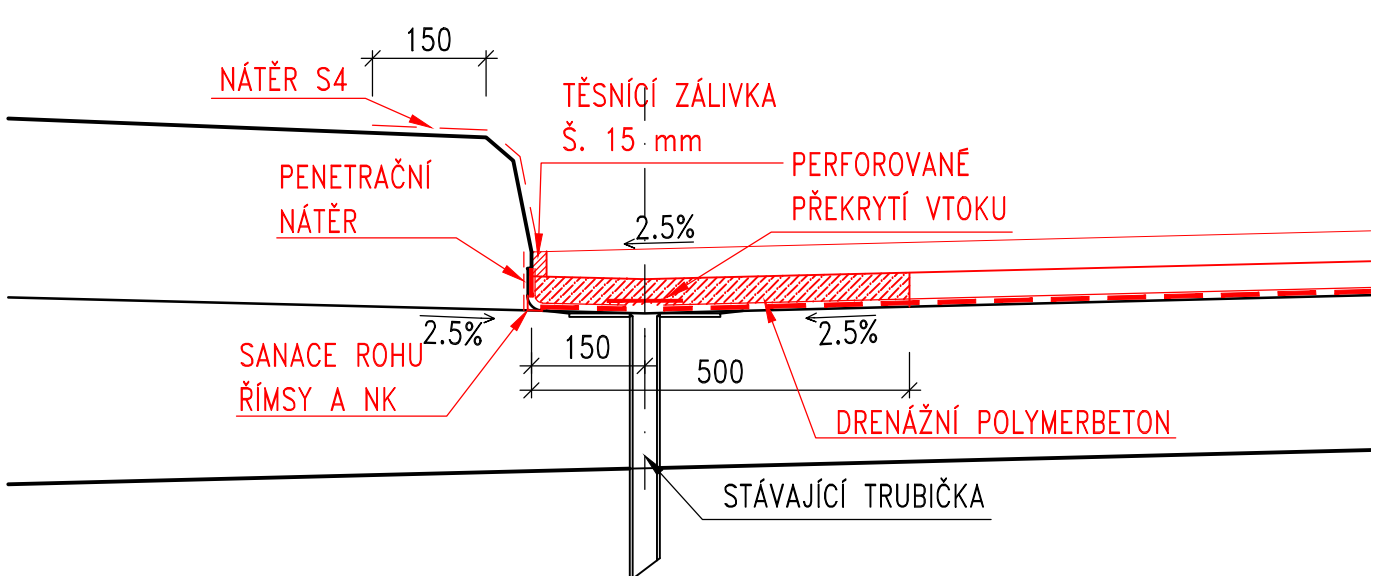 150
NÁTĚR S4
TĚSNÍCÍ ZÁLIVKA
Š. 15 mm
PENETRAČNÍ
NÁTĚR
PERFOROVANÉ
PŘEKRYTÍ VTOKU
2.5%
2.5%
2.5%
SANACE ROHU
ŘÍMSY A NK
150
500
DRENÁŽNÍ POLYMERBETON
STÁVAJÍCÍ TRUBIČKA